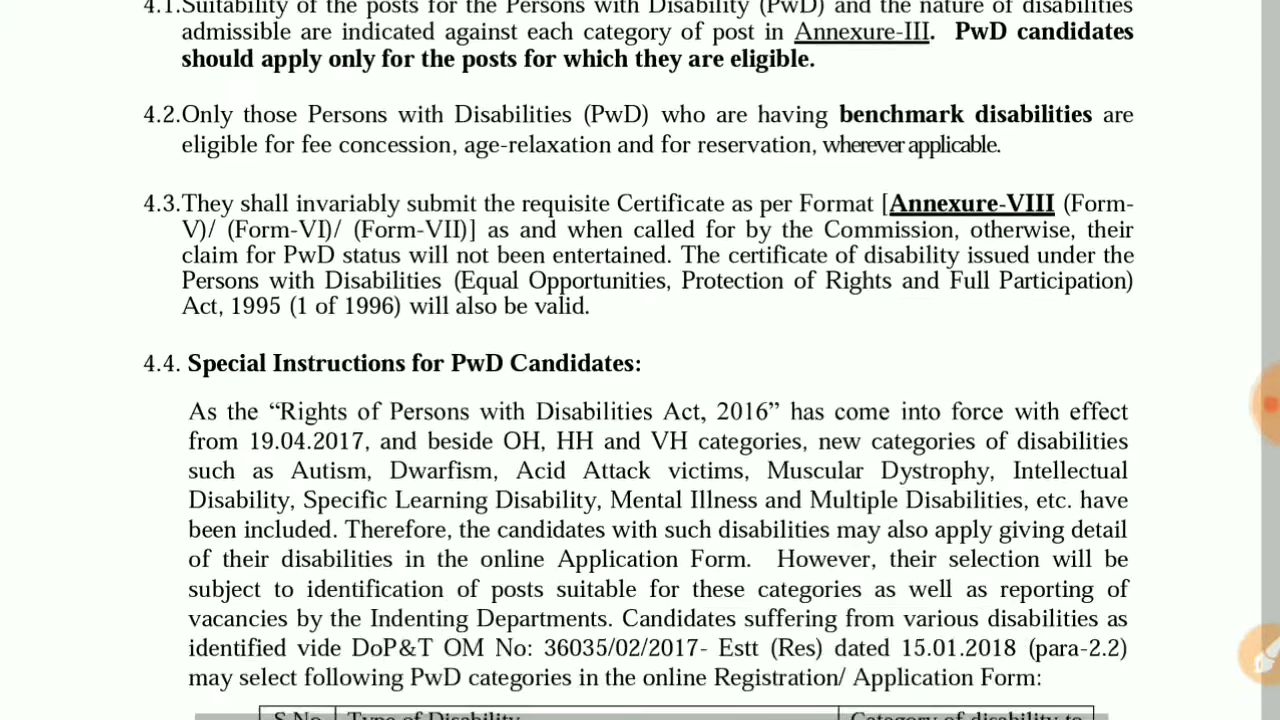 4.1.Suitability of the posts for the Persons with Disability (PwD) and the nature of disabilities
admissible are indicated against each category of post in Annexure-III. PwD candidates
should apply only for the posts for which they are eligible.
4.2.Only those Persons with Disabilities (PwD) who are having benchmark disabilities are
eligible for fee concession, age-relaxation and for reservation, wherever applicable.
4.3.They shall invariably submit the requisite Certificate as per Format [Annexure-VIII (Form-
V)/ (Form-VI)/ (Form-VII)] as and when called for by the Commission, otherwise, their
claim for PwD status will not been entertained. The certificate of disability issued under the
Persons with Disabilities (Equal Opportunities, Protection of Rights and Full Participation)
Act, 1995 (1 of 1996) will also be valid.
4.4. Special Instructions for PwD Candidates:
As the “Rights of Persons with Disabilities Act, 2016” has come into force with effect
from 19.04.2017, and beside OH, HH and VH categories, new categories of disabilities
such as Autism, Dwarfism, Acid Attack victims, Muscular Dystrophy, Intellectual
Disability, Specific Learning Disability, Mental Illness and Multiple Disabilities, etc. have
been included. Therefore, the candidates with such disabilities may also apply giving detail
of their disabilities in the online Application Form. However, their selection will be
subject to identification of posts suitable for these categories as well as reporting of
vacancies by the Indenting Departments. Candidates suffering from various disabilities as
identified vide DoP&T OM No: 36035/02/2017- Estt (Res) dated 15.01.2018 (para-2.2)
may select following PwD categories in the online Registration/ Application Form:
S.No Type of Disability Category of disability to